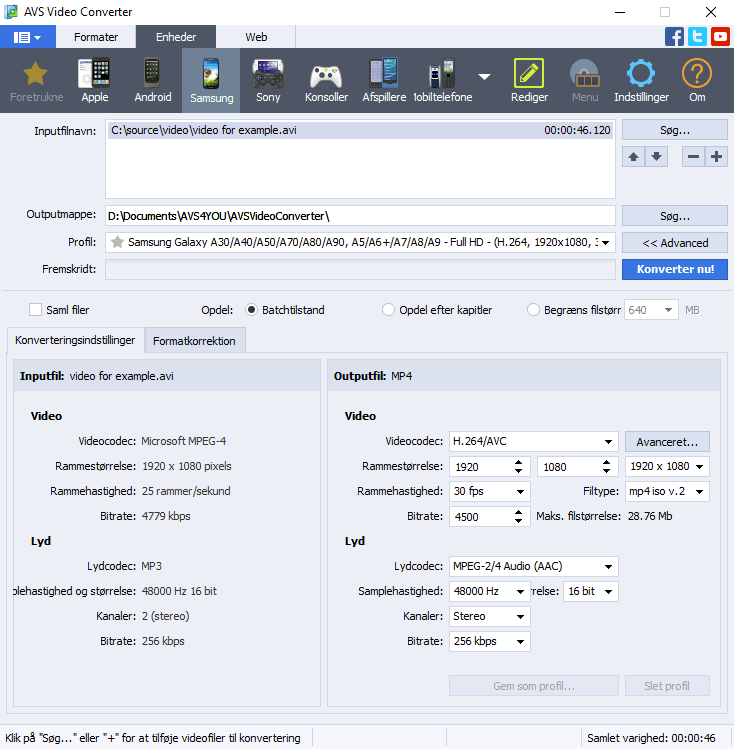 AVS Video Converter
Formater Enheder Web
Foretrukne Apple Android Samsung Sony Konsoller Afspillere Mobiltelefone Rediger Menu Indstillinger Om
Inputfilnavn: C:\source\video\video for example.avi 00:00:46.120 Søg...
Outputmappe: D:\Documents\AVS4YOU\AVSVideoConverter\ Søg...
Profil: Samsung Galaxy A30/A40/A50/A70/A80/A90, A5/A6+/A7/A8/A9 - Full HD - (H.264, 1920x1080, 3 << Advanced
Fremskridt: Konverter nu!
Saml filer Opdel: Batchtilstand Opdel efter kapitler Begræns filstørr 640 MB
Konverteringsindstillinger Formatkorrektion
Inputfil: video for example.avi
Video
Videocodec: Microsoft MPEG-4
Rammestørrelse: 1920 x 1080 pixels
Rammehastighed: 25 rammer/sekund
Bitrate: 4779 kbps
Lyd
Lydcodec: MP3
plehastighed og størrelse: 48000 Hz 16 bit
Kanaler: 2 (stereo)
Bitrate: 256 kbps
Outputfil: MP4
Video
Videocodec: H.264/AVC Avanceret...
Rammestørrelse: 1920 1080 1920 x 1080
Rammehastighed: 30 fps Filtype: mp4 iso v.2
Bitrate: 4500 Maks. filstørrelse: 28.76 Mb
Lyd
Lydcodec: MPEG-2/4 Audio (AAC)
Samplehastighed: 48000 Hz rrelse: 16 bit
Kanaler: Stereo
Bitrate: 256 kbps
Gem som profil... Slet profil
Klik på "Søg..." eller "+" for at tilføje videofiler til konvertering Samlet varighed: 00:00:46